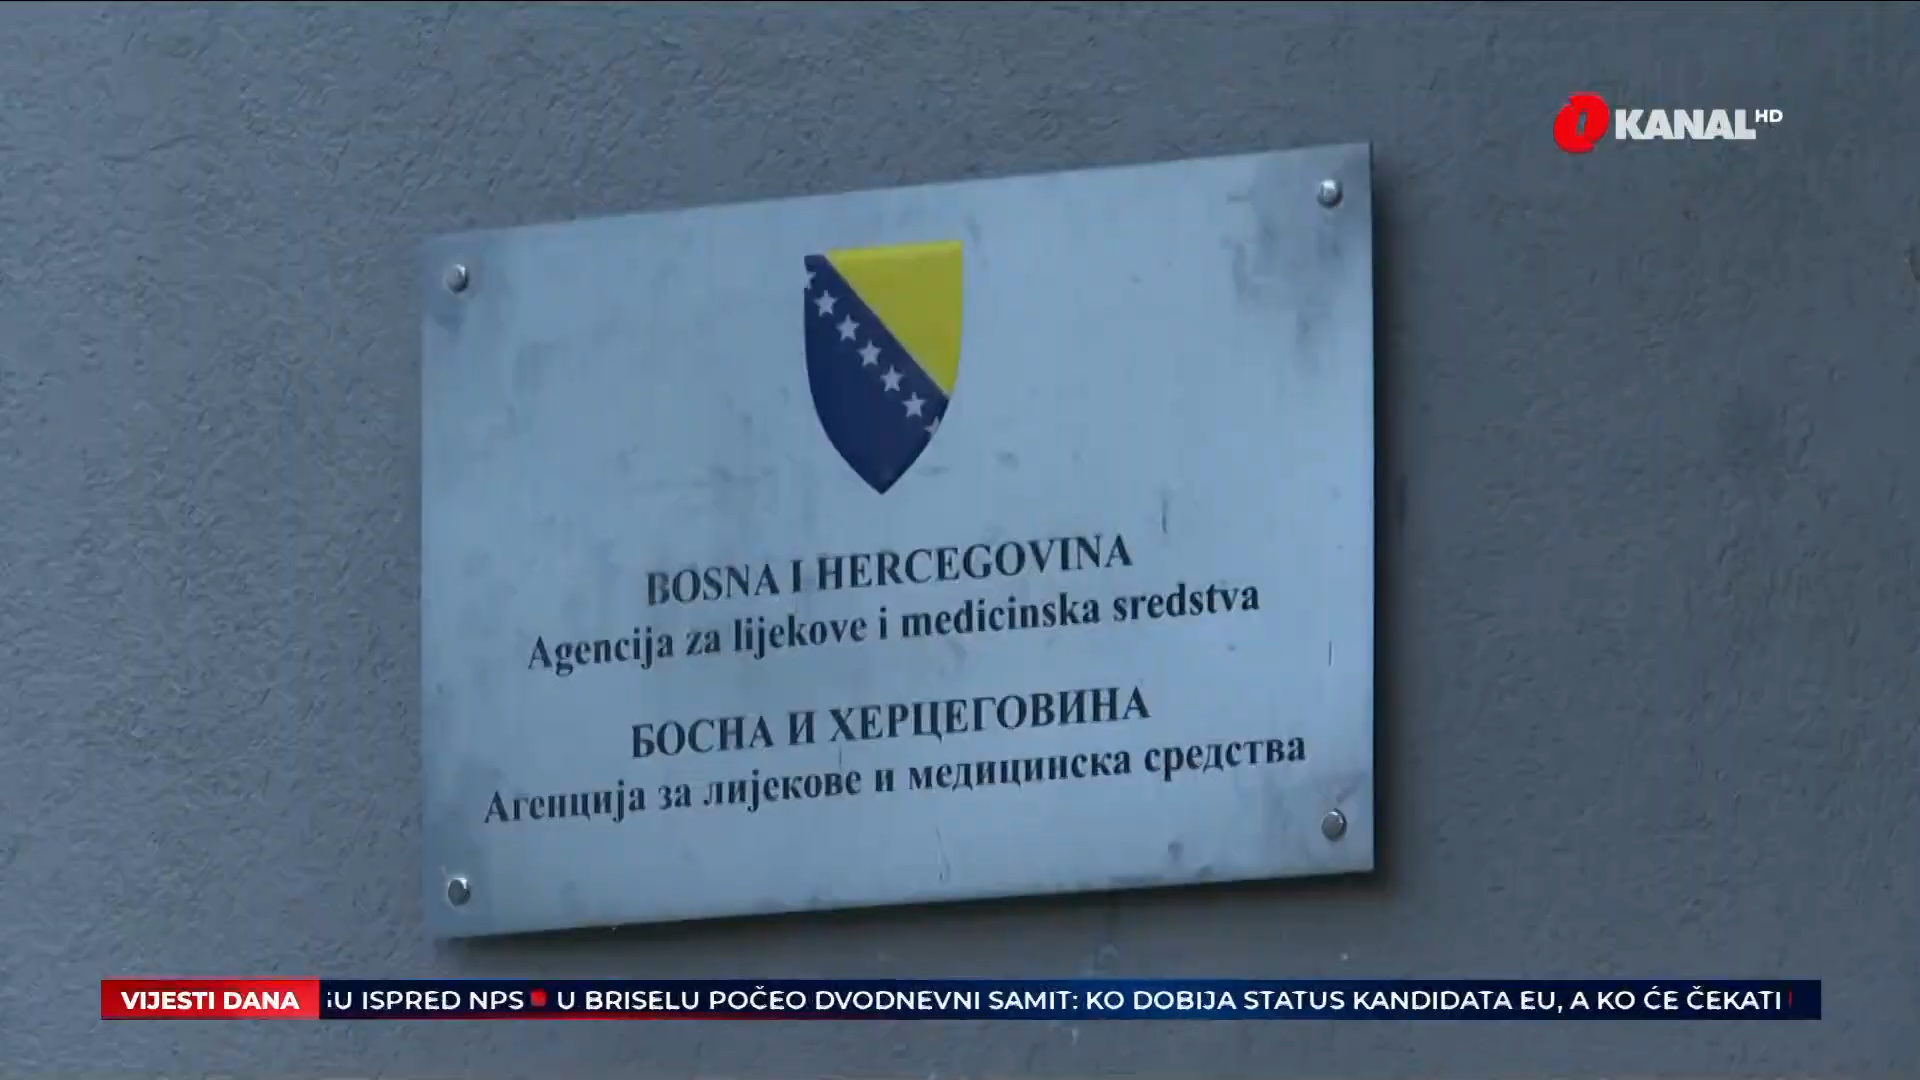 KANAL HD
BOSNA I HERCEGOVINA
Agencija za lijekove i medicinska sredstva
БОСНА И ХЕРЦЕГОВИНА
Агенција за лијекове и медицинска средства
VIJESTI DANA
ISPRED NPS U BRISELU POČEO DVODNEVNI SAMIT: KO DOBIJA STATUS KANDIDATA EU, A KO ĆE ČEKATI